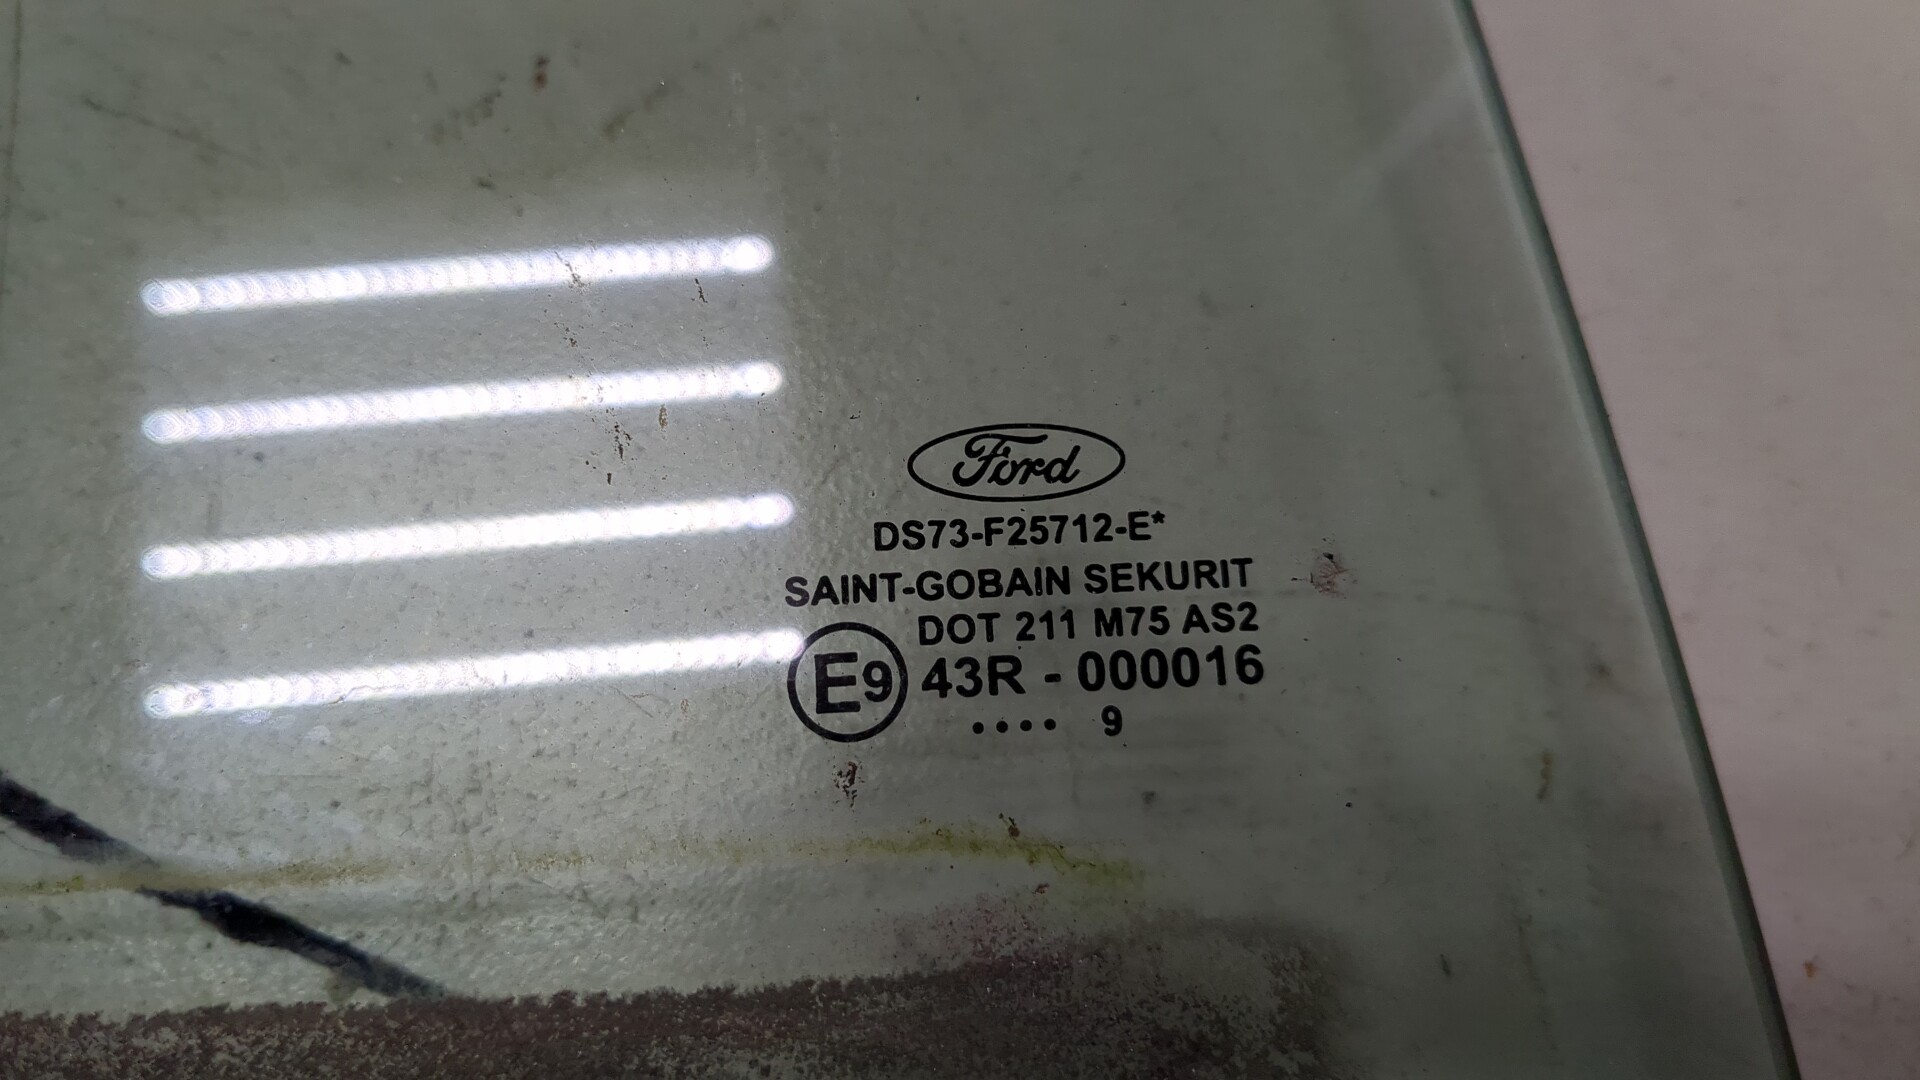 Ford
DS73-F25712-E*
SAINT-GOBAIN SEKURIT
DOT 211 M75 AS2
E9 43R - 000016
.... 9